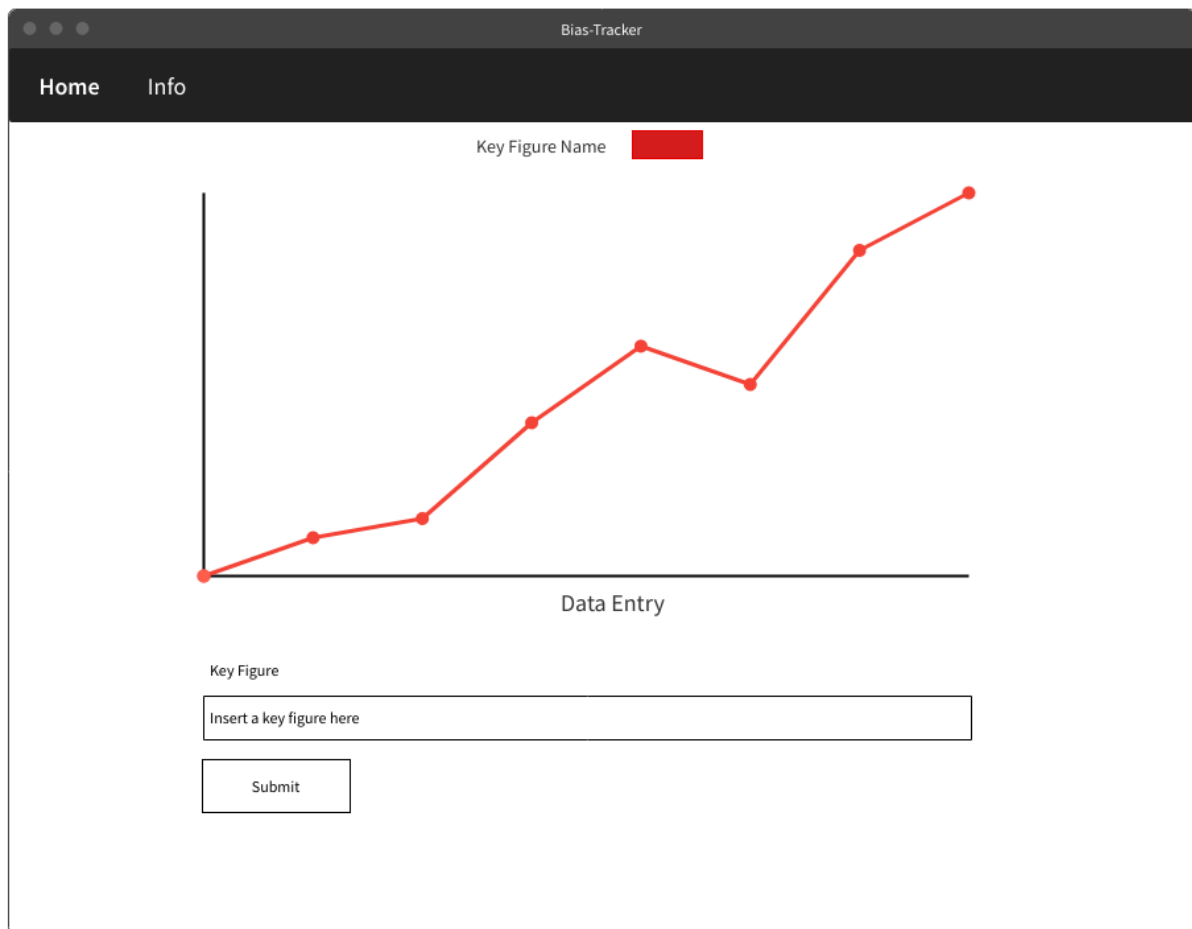 Bias-Tracker
Home Info
Key Figure Name
Data Entry
Key Figure
Insert a key figure here
Submit